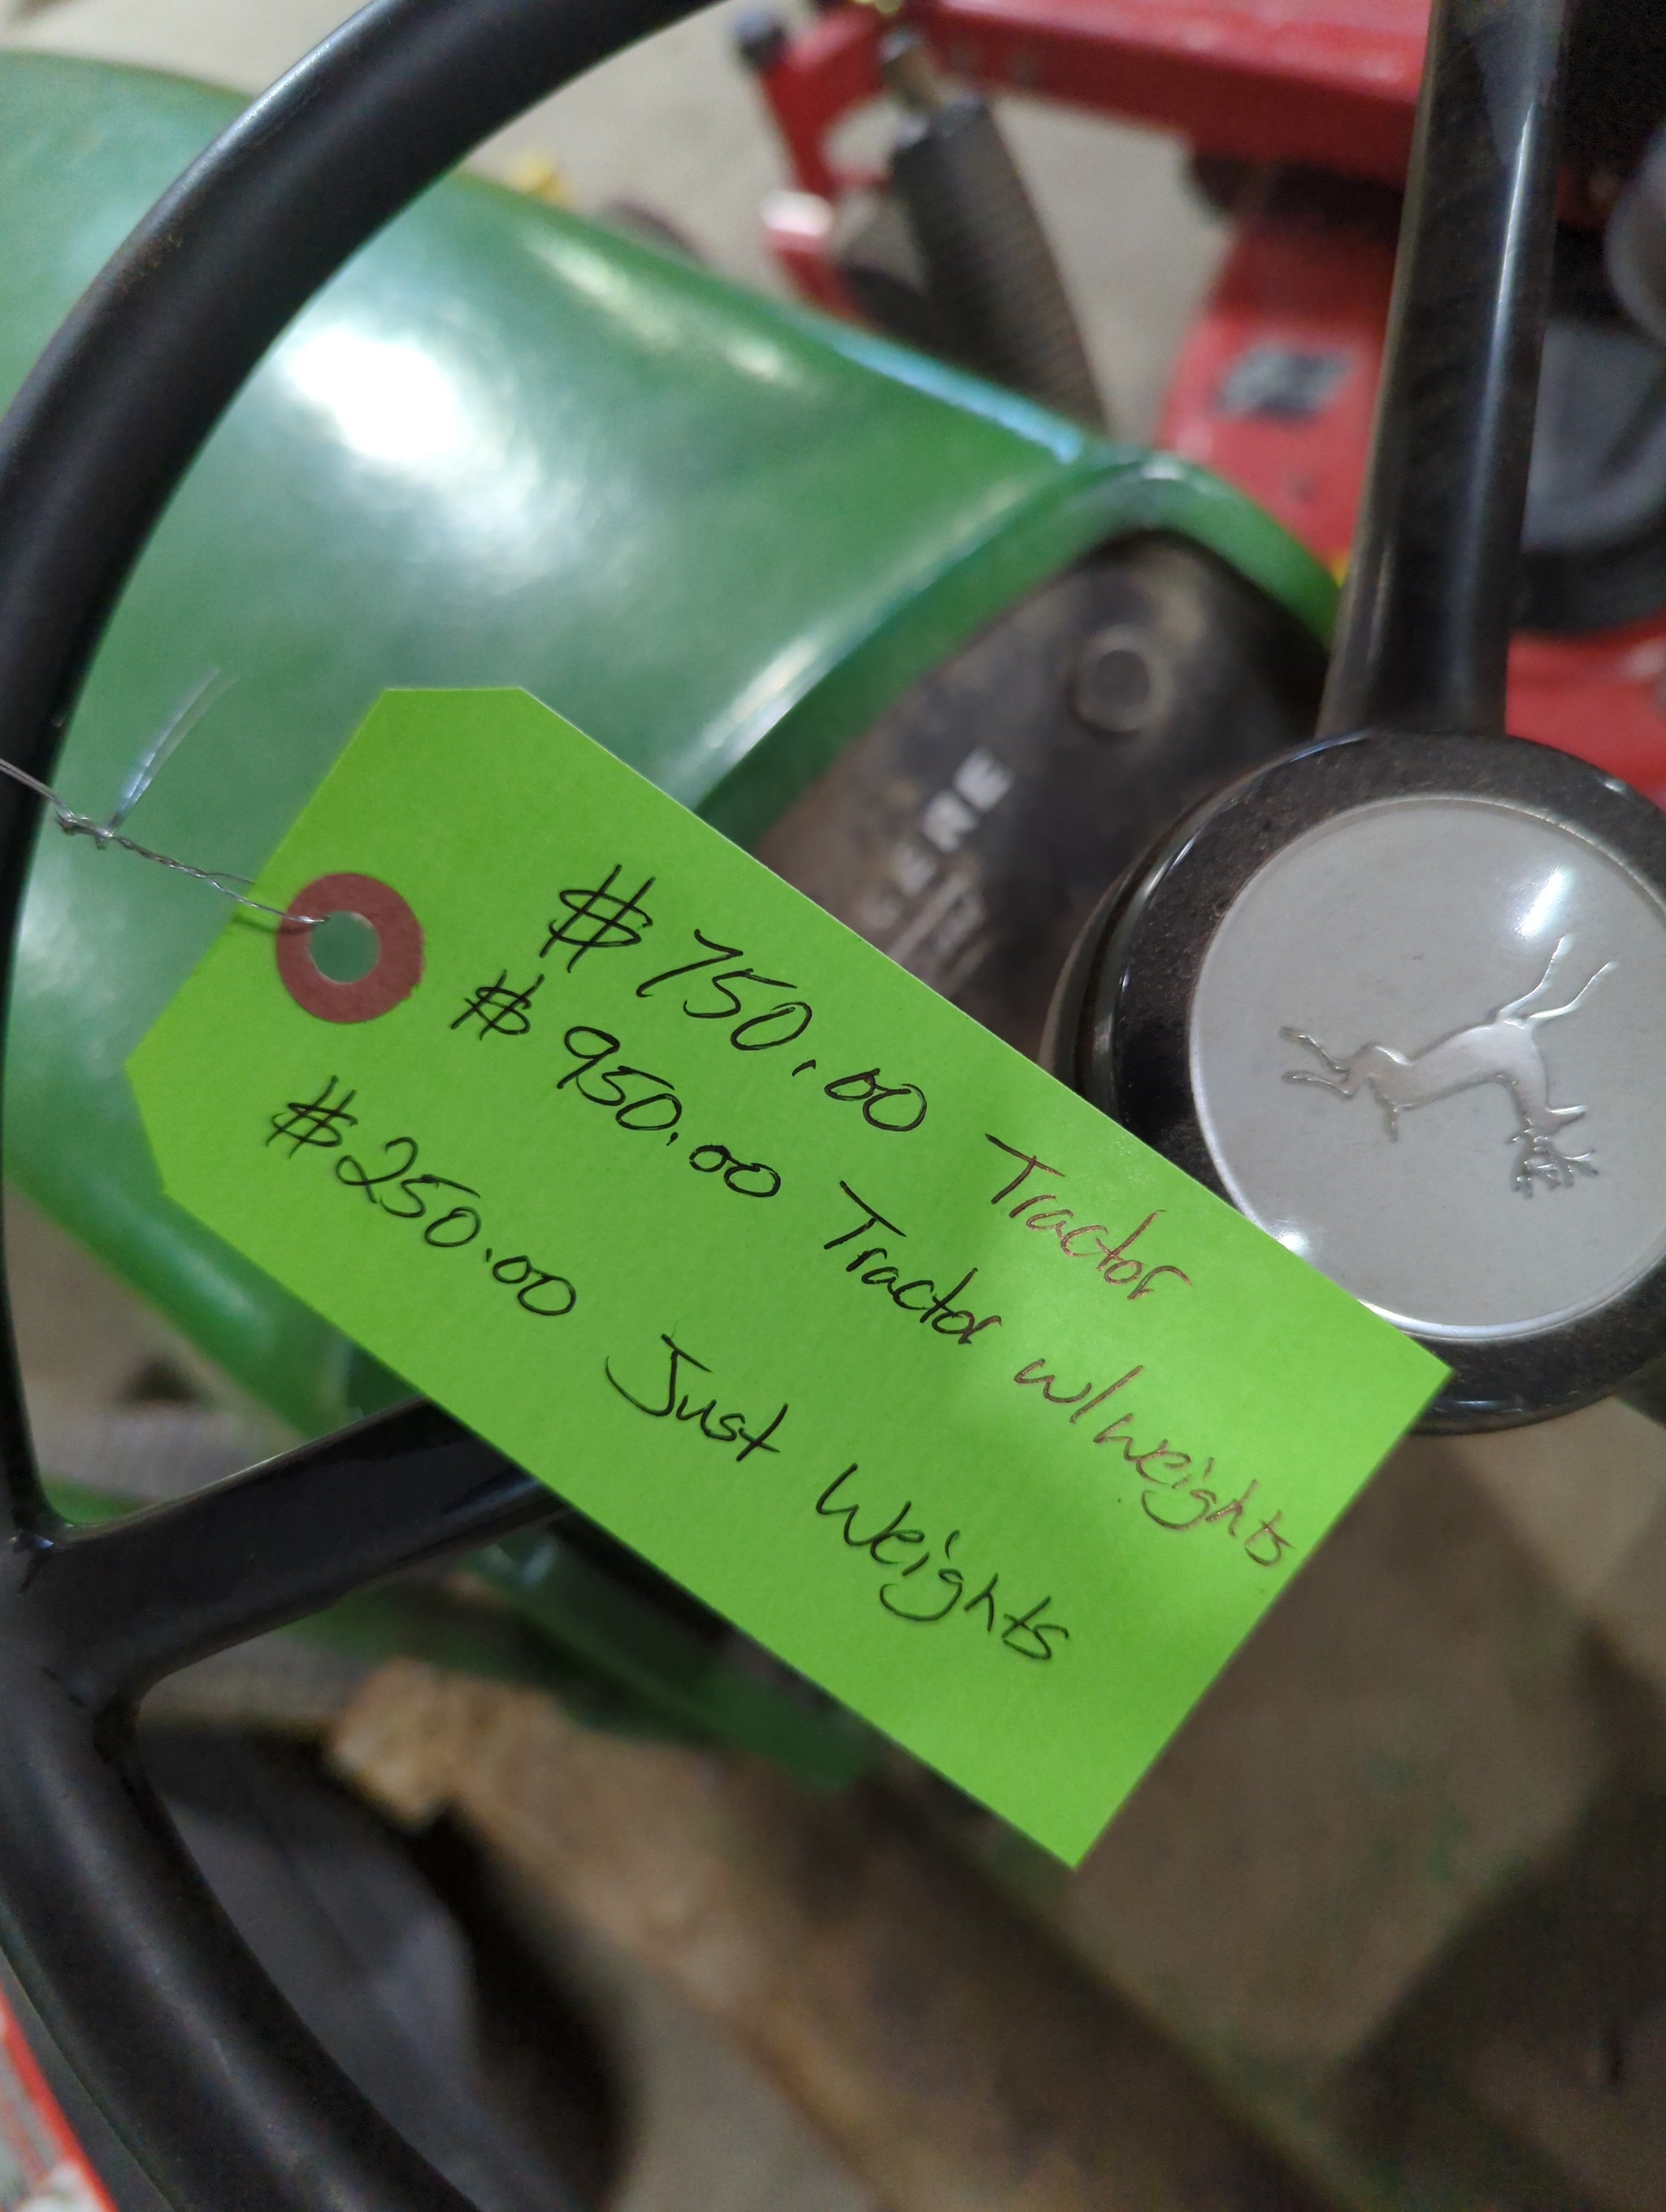 $750.00 Tractor
$950.00 Tractor w/weights
$250.00 Just Weights